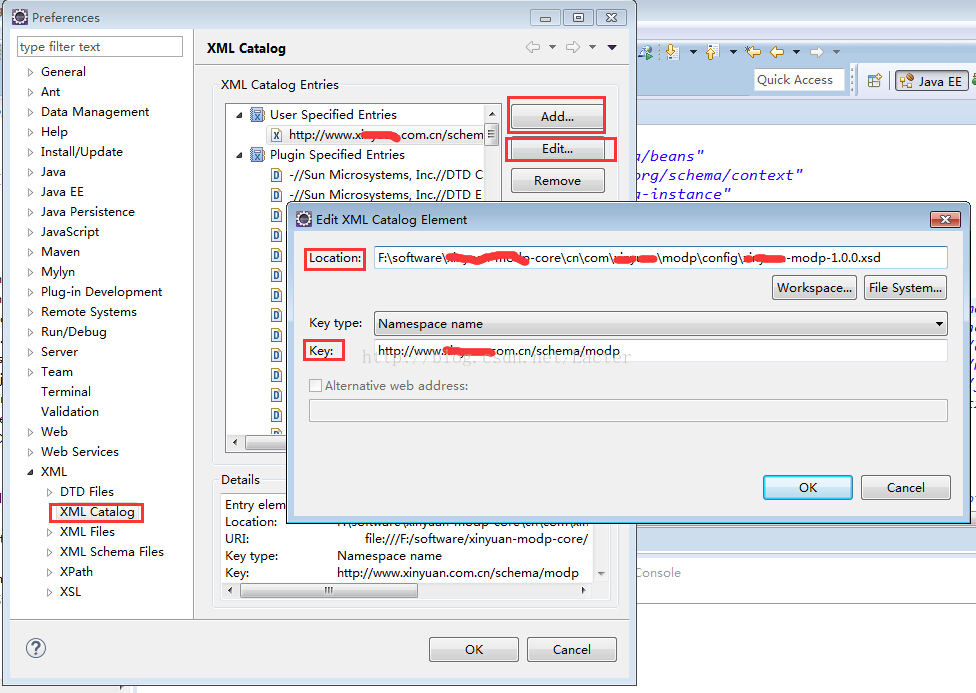 Preferences
type filter text
General
Ant
Data Management
Help
Install/Update
Java
Java EE
Java Persistence
JavaScript
Maven
Mylyn
Plug-in Development
Remote Systems
Run/Debug
Server
Team
Terminal
Validation
Web
Web Services
XML
DTD Files
XML Catalog
XML Files
XML Schema Files
XPath
XSL
XML Catalog
XML Catalog Entries
User Specified Entries
http://www. .com.cn/schem
Plugin Specified Entries
-//Sun Microsystems, Inc.//DTD C
-//Sun Microsystems, Inc.//DTD E
Add...
Edit...
Remove
Details
Entry elem
Location:
URI: file:///F:/software/xinyuan-modp-core/
Key type: Namespace name
Key: http://www.xinyuan.com.cn/schema/modp
OK
Cancel
Quick Access
Java EE
a/beans"
org/schema/context"
a-instance"
Edit XML Catalog Element
Location:
F:\software\ modp-core\cn\com\ \modp\config\ -modp-1.0.0.xsd
Workspace...
File System...
Key type:
Namespace name
Key:
http://www. .com.cn/schema/modp
http://blog.csdn.net/Lacter
Alternative web address:
OK
Cancel
Console